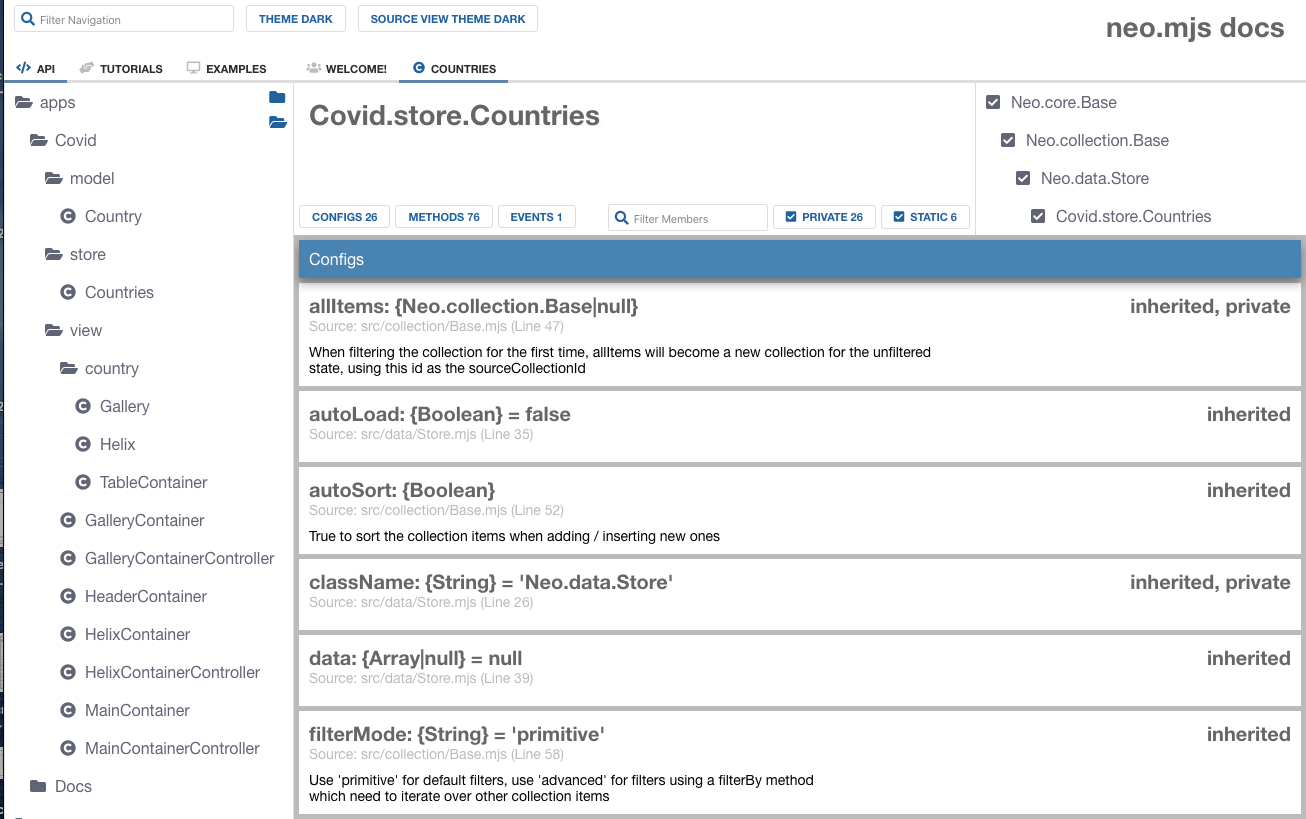 Filter Navigation
THEME DARK
SOURCE VIEW THEME DARK
neo.mjs docs
API
TUTORIALS
EXAMPLES
WELCOME!
COUNTRIES
apps
Covid
model
Country
store
Countries
view
country
Gallery
Helix
TableContainer
GalleryContainer
GalleryContainerController
HeaderContainer
HelixContainer
HelixContainerController
MainContainer
MainContainerController
Docs
Covid.store.Countries
CONFIGS 26
METHODS 76
EVENTS 1
Filter Members
PRIVATE 26
STATIC 6
Neo.core.Base
Neo.collection.Base
Neo.data.Store
Covid.store.Countries
Configs
allItems: {Neo.collection.Base|null}
inherited, private
Source: src/collection/Base.mjs (Line 47)
When filtering the collection for the first time, allItems will become a new collection for the unfiltered
state, using this id as the sourceCollectionId
autoLoad: {Boolean} = false
inherited
Source: src/data/Store.mjs (Line 35)
autoSort: {Boolean}
inherited
Source: src/collection/Base.mjs (Line 52)
True to sort the collection items when adding / inserting new ones
className: {String} = 'Neo.data.Store'
inherited, private
Source: src/data/Store.mjs (Line 26)
data: {Array|null} = null
inherited
Source: src/data/Store.mjs (Line 39)
filterMode: {String} = 'primitive'
inherited
Source: src/collection/Base.mjs (Line 58)
Use 'primitive' for default filters, use 'advanced' for filters using a filterBy method
which need to iterate over other collection items